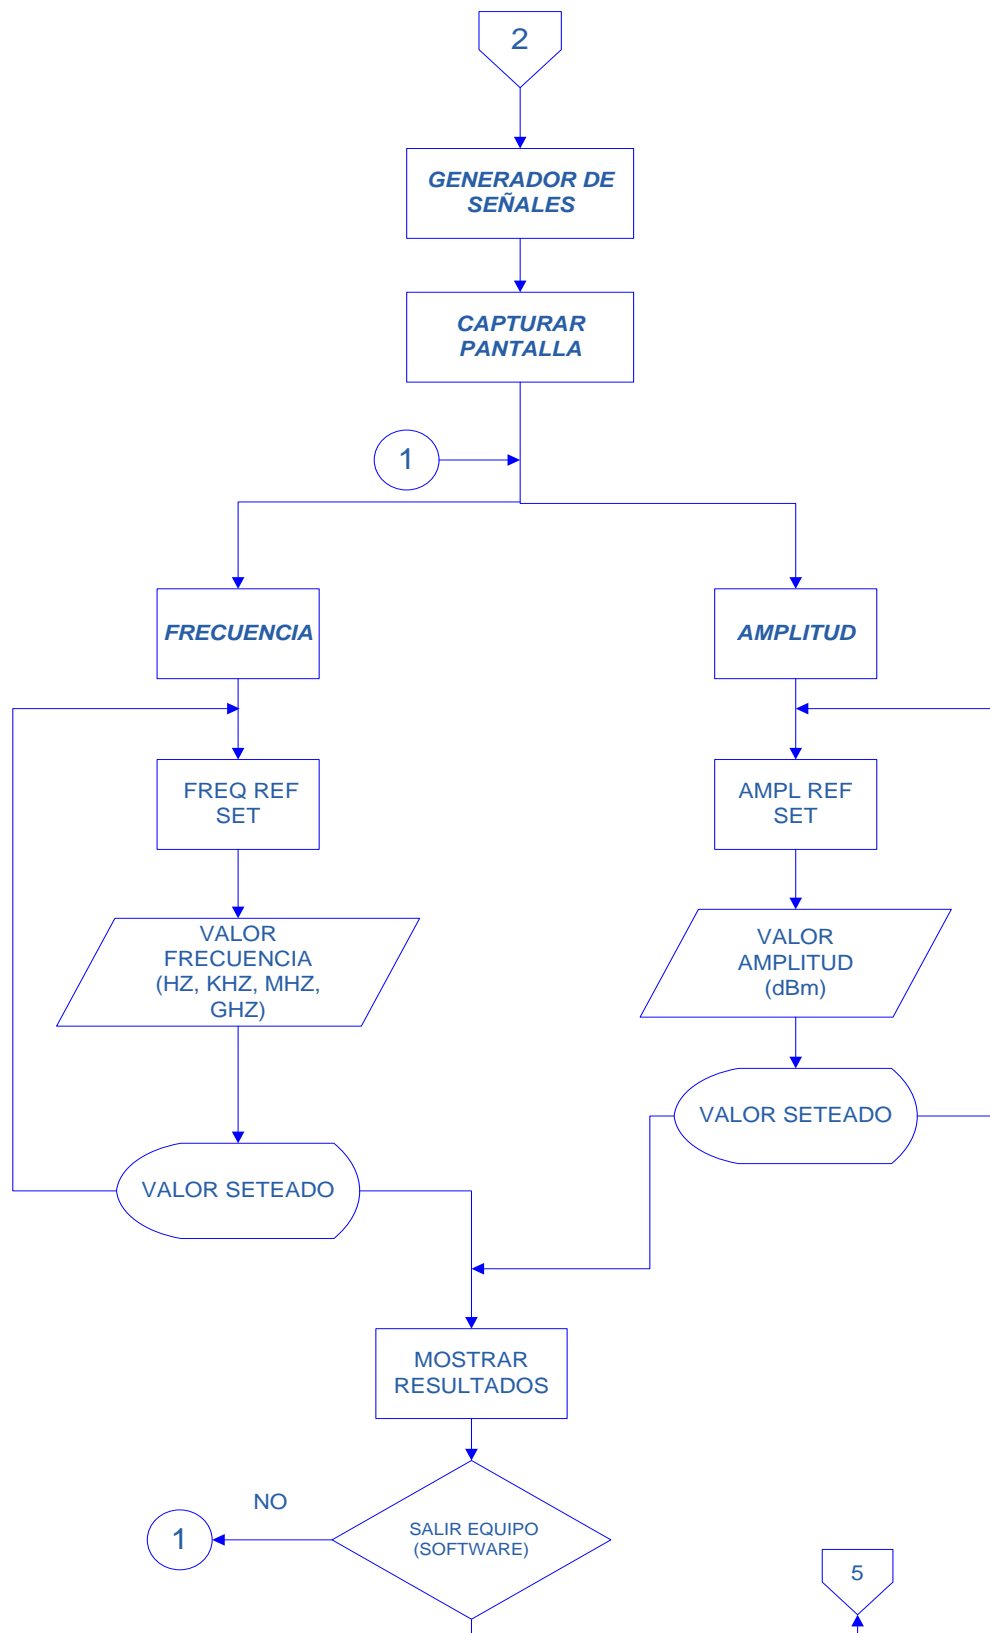 2
GENERADOR DE
SEÑALES
CAPTURAR
PANTALLA
1
FRECUENCIA
AMPLITUD
FREQ REF
SET
AMPL REF
SET
VALOR
FRECUENCIA
(HZ, KHZ, MHZ,
GHZ)
VALOR
AMPLITUD
(dBm)
VALOR SETEADO
VALOR SETEADO
MOSTRAR
RESULTADOS
NO
1
SALIR EQUIPO
(SOFTWARE)
5